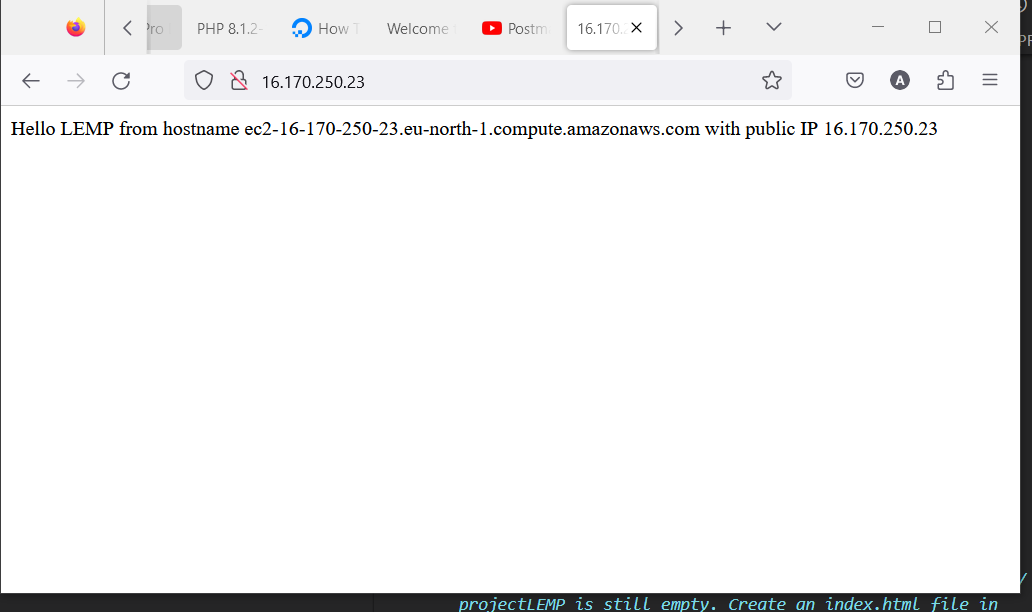 Pro PHP 8.1.2- How T Welcome Postm 16.170.
16.170.250.23 A
Hello LEMP from hostname ec2-16-170-250-23.eu-north-1.compute.amazonaws.com with public IP 16.170.250.23
projectLEMP is still empty. Create an index.html file in